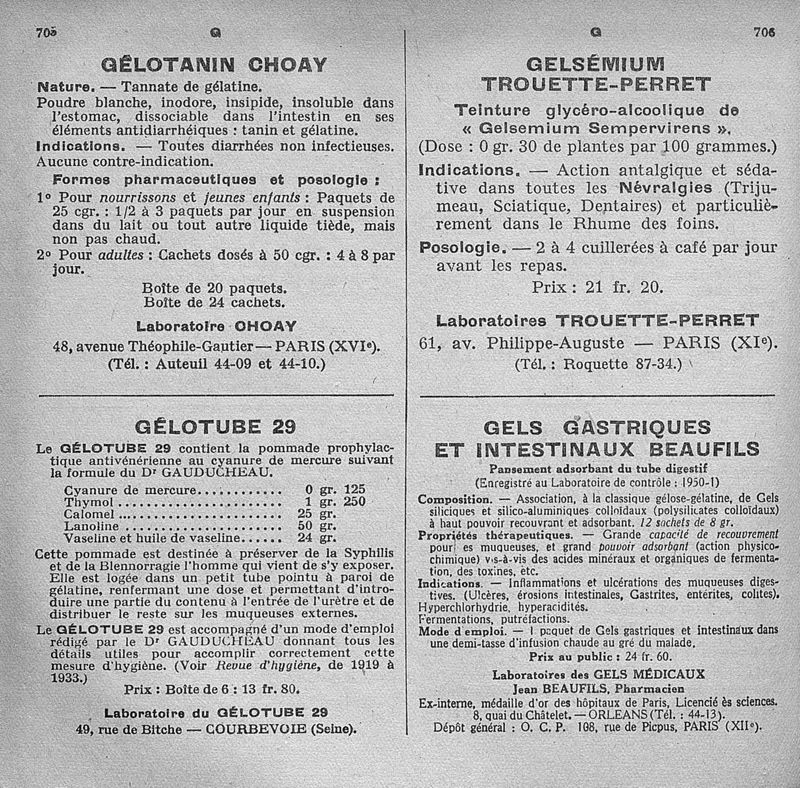 705 G
GÉLOTANIN CHOAY
Nature. — Tannate de gélatine.
Poudre blanche, inodore, insipide, insoluble dans
l'estomac, dissociable dans l'intestin en ses
éléments antidiarrhéiques : tanin et gélatine.
Indications. — Toutes diarrhées non infectieuses.
Aucune contre-indication.
Formes pharmaceutiques et posologie :
1° Pour nourrissons et jeunes enfants : Paquets de
25 cgr. : 1/2 à 3 paquets par jour en suspension
dans du lait ou tout autre liquide tiède, mais
non pas chaud.
2° Pour adultes : Cachets dosés à 50 cgr. : 4 à 8 par
jour.
Boîte de 20 paquets.
Boîte de 24 cachets.
Laboratoire CHOAY
48, avenue Théophile-Gautier — PARIS (XVIe).
(Tél. : Auteuil 44-09 et 44-10.)
GÉLOTUBE 29
Le GÉLOTUBE 29 contient la pommade prophylac-
tique antivénérienne au cyanure de mercure suivant
la formule du Dr GAUDUCHEAU.
Cyanure de mercure............ 0 gr. 125
Thymol ........................ 1 gr. 250
Calomel ........................ 25 gr.
Lanoline ........................ 50 gr.
Vaseline et huile de vaseline...... 24 gr.
Cette pommade est destinée à préserver de la Syphilis
et de la Blennorragie l'homme qui vient de s'y exposer.
Elle est logée dans un petit tube pointu à paroi de
gélatine, renfermant une dose et permettant d'intro-
duire une partie du contenu à l'entrée de l'urètre et de
distribuer le reste sur les muqueuses externes.
Le GÉLOTUBE 29 est accompagné d'un mode d'emploi
rédigé par le Dr GAUDUCHEAU donnant tous les
détails utiles pour accomplir correctement cette
mesure d'hygiène. (Voir Revue d'hygiène, de 1919 à
1933.)
Prix : Boîte de 6 : 13 fr. 80.
Laboratoire du GÉLOTUBE 29
49, rue de Bitche — COURBEVOIE (Seine).
G 706
GELSÉMIUM
TROUETTE-PERRET
Teinture glycéro-alcoolique de
« Gelsemium Sempervirens ».
(Dose : 0 gr. 30 de plantes par 100 grammes.)
Indications. — Action antalgique et séda-
tive dans toutes les Névralgies (Triju-
meau, Sciatique, Dentaires) et particuliè-
rement dans le Rhume des foins.
Posologie. — 2 à 4 cuillerées à café par jour
avant les repas.
Prix : 21 fr. 20.
Laboratoires TROUETTE-PERRET
61, av. Philippe-Auguste — PARIS (XIe).
(Tél. : Roquette 87-34.)
GELS GASTRIQUES
ET INTESTINAUX BEAUFILS
Pansement adsorbant du tube digestif
(Enregistré au Laboratoire de contrôle : 1950-1)
Composition. — Association, à la classique gélose-gélatine, de Gels
siliciques et silico-aluminiques colloïdaux (polysilicates colloïdaux)
à haut pouvoir recouvrant et adsorbant. 12 sachets de 8 gr.
Propriétés thérapeutiques. — Grande capacité de recouvrement
pour es muqueuses, et grand pouvoir adsorbant (action physico-
chimique) vis-à-vis des acides minéraux et organiques de fermenta-
tion, des toxines, etc.
Indications. — Inflammations et ulcérations des muqueuses diges-
tives. (Ulcères, érosions intestinales, Gastrites, entérites, colites).
Hyperchlorhydrie, hyperacidités.
Fermentations, putréfactions.
Mode d'emploi. — 1 paquet de Gels gastriques et intestinaux dans
une demi-tasse d'infusion chaude au gré du malade.
Prix au public : 24 fr. 60.
Laboratoires des GELS MÉDICAUX
Jean BEAUFILS, Pharmacien
Ex-interne, médaille d'or des hôpitaux de Paris, Licencié ès sciences.
8, quai du Châtelet. — ORLEANS (Tél. : 44-13).
Dépôt général : O. C. P. 108, rue de Picpus, PARIS (XIIe).